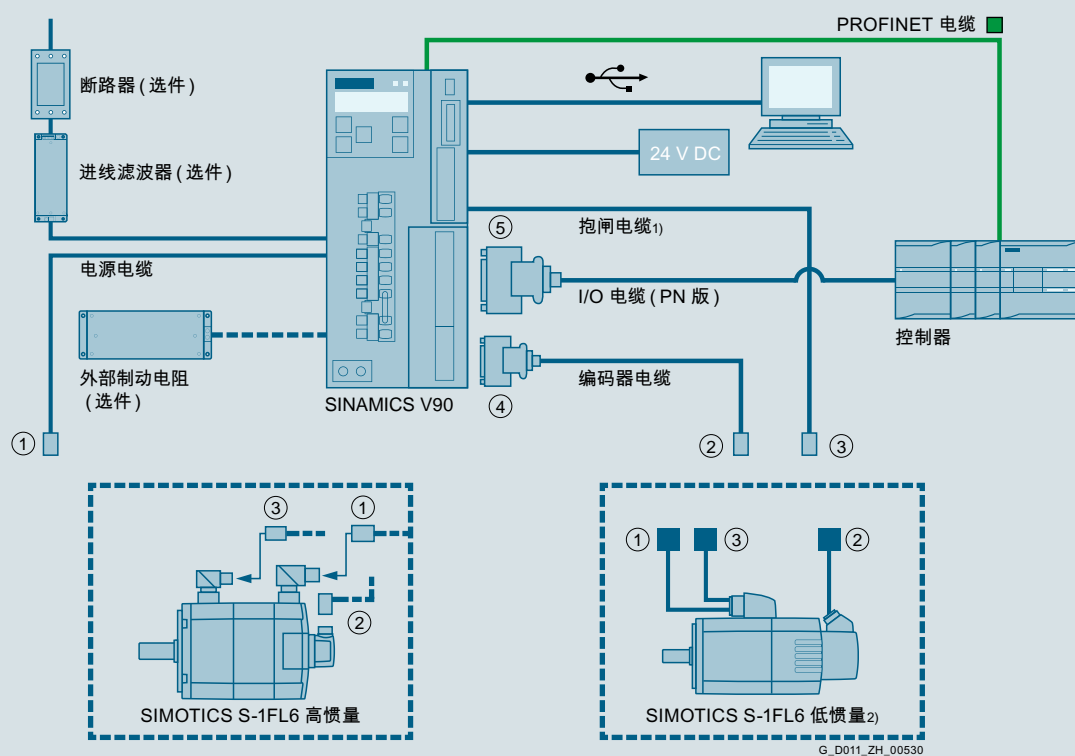 PROFINET 电缆
断路器(选件)
进线滤波器(选件)
24 V DC
抱闸电缆1)
⑤
电源电缆
I/O 电缆(PN 版)
控制器
外部制动电阻
(选件)
编码器电缆
SINAMICS V90
④
①
②
③
③
①
②
SIMOTICS S-1FL6 高惯量
①
③
②
SIMOTICS S-1FL6 低惯量2)
G_D011_ZH_00530